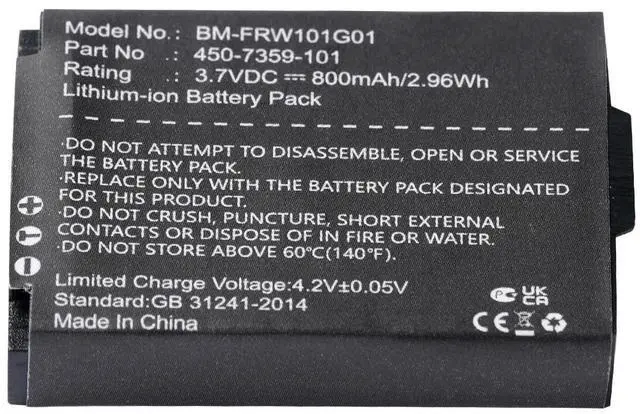 Model No.: BM-FRW101G01
Part No : 450-7359-101
Rating : 3.7VDC ⎓ 800mAh/2.96Wh
Lithium-ion Battery Pack
·DO NOT ATTEMPT TO DISASSEMBLE, OPEN OR SERVICE
THE BATTERY PACK.
·REPLACE ONLY WITH THE BATTERY PACK DESIGNATED
FOR THIS PRODUCT.
·DO NOT CRUSH, PUNCTURE, SHORT EXTERNAL
CONTACTS OR DISPOSE OF IN FIRE OR WATER.
·DO NOT STORE ABOVE 60°C(140°F).
Limited Charge Voltage:4.2V±0.05V
Standard:GB 31241-2014
Made In China
UK
CA
CE